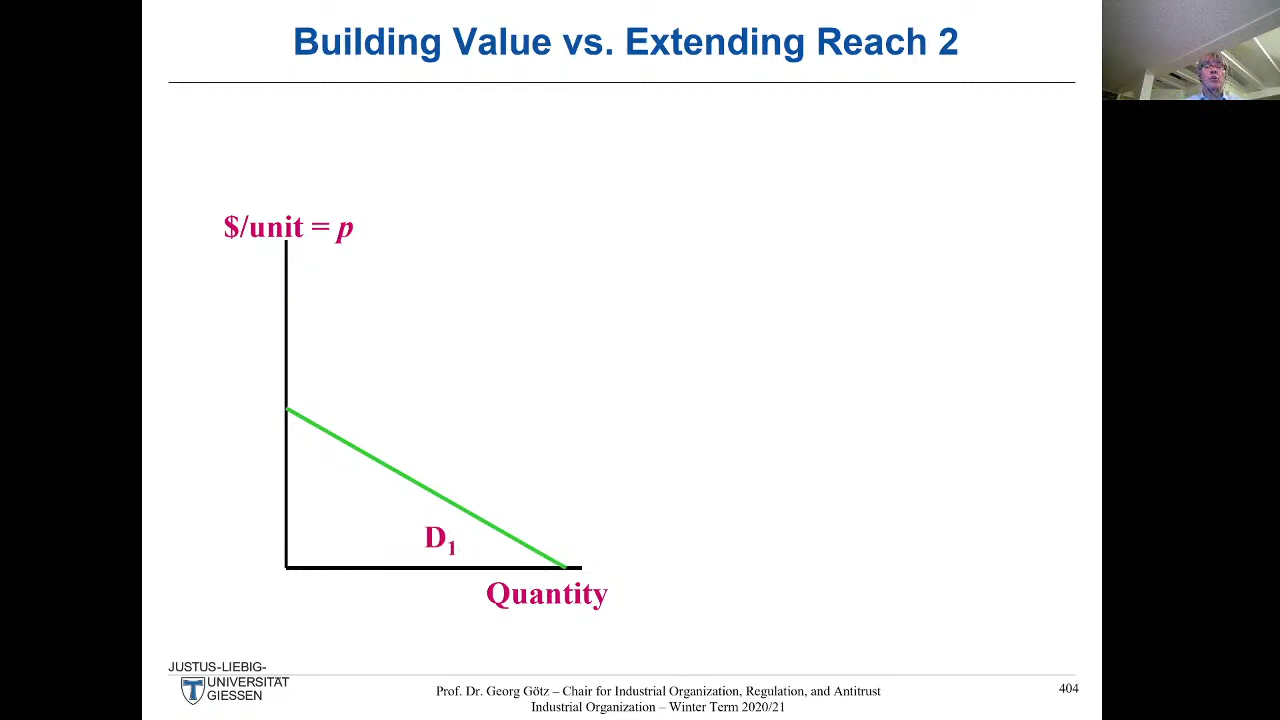 Building Value vs. Extending Reach 2
$/unit = p
D1
Quantity
JUSTUS-LIEBIG-
UNIVERSITÄT
GIESSEN
Prof. Dr. Georg Götz – Chair for Industrial Organization, Regulation, and Antitrust
Industrial Organization – Winter Term 2020/21
404